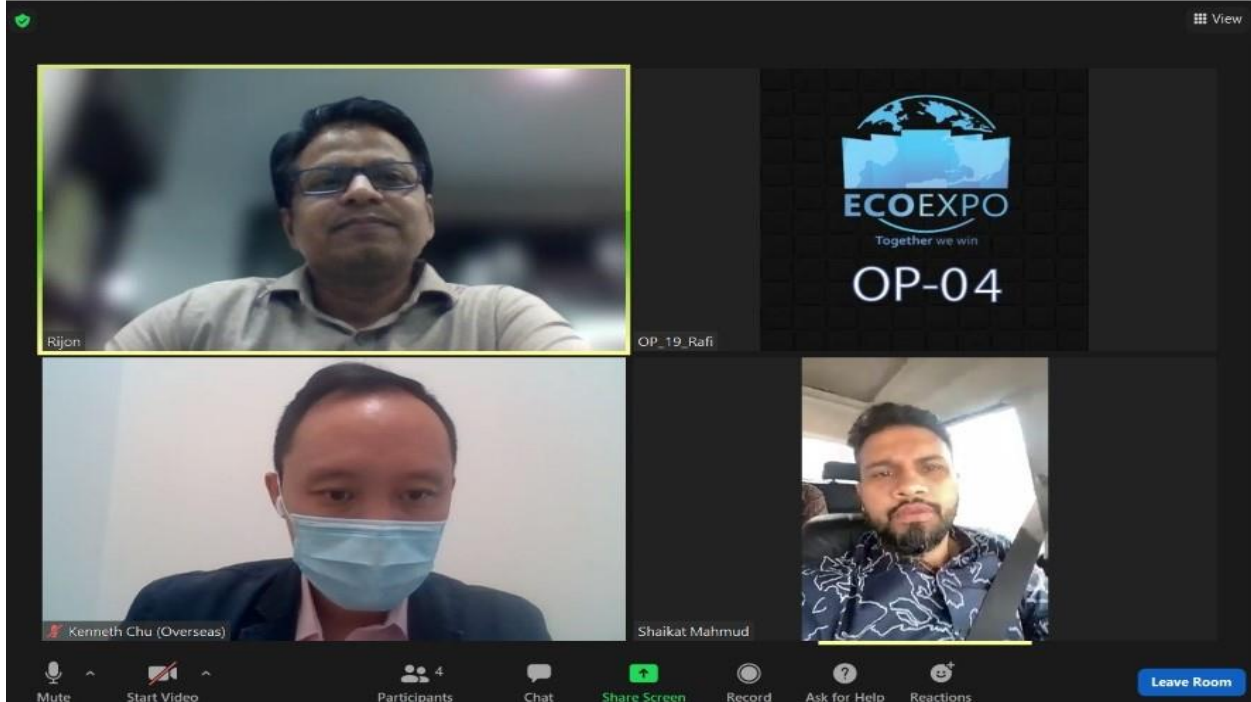 View
ECOEXPO
Together we win
OP-04
Rijon
OP_19_Rafi
Kenneth Chu (Overseas)
Shaikat Mahmud
4
Mute
Start Video
Participants
Chat
Share Screen
Record
Ask for Help
Reactions
Leave Room